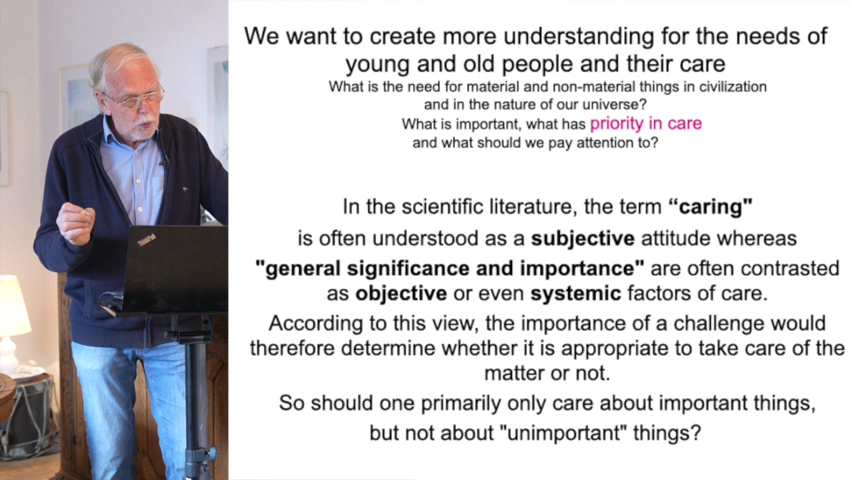 We want to create more understanding for the needs of
young and old people and their care
What is the need for material and non-material things in civilization
and in the nature of our universe?
What is important, what has priority in care
and what should we pay attention to?
In the scientific literature, the term “caring"
is often understood as a subjective attitude whereas
"general significance and importance" are often contrasted
as objective or even systemic factors of care.
According to this view, the importance of a challenge would
therefore determine whether it is appropriate to take care of the
matter or not.
So should one primarily only care about important things,
but not about "unimportant" things?
ThinkPad